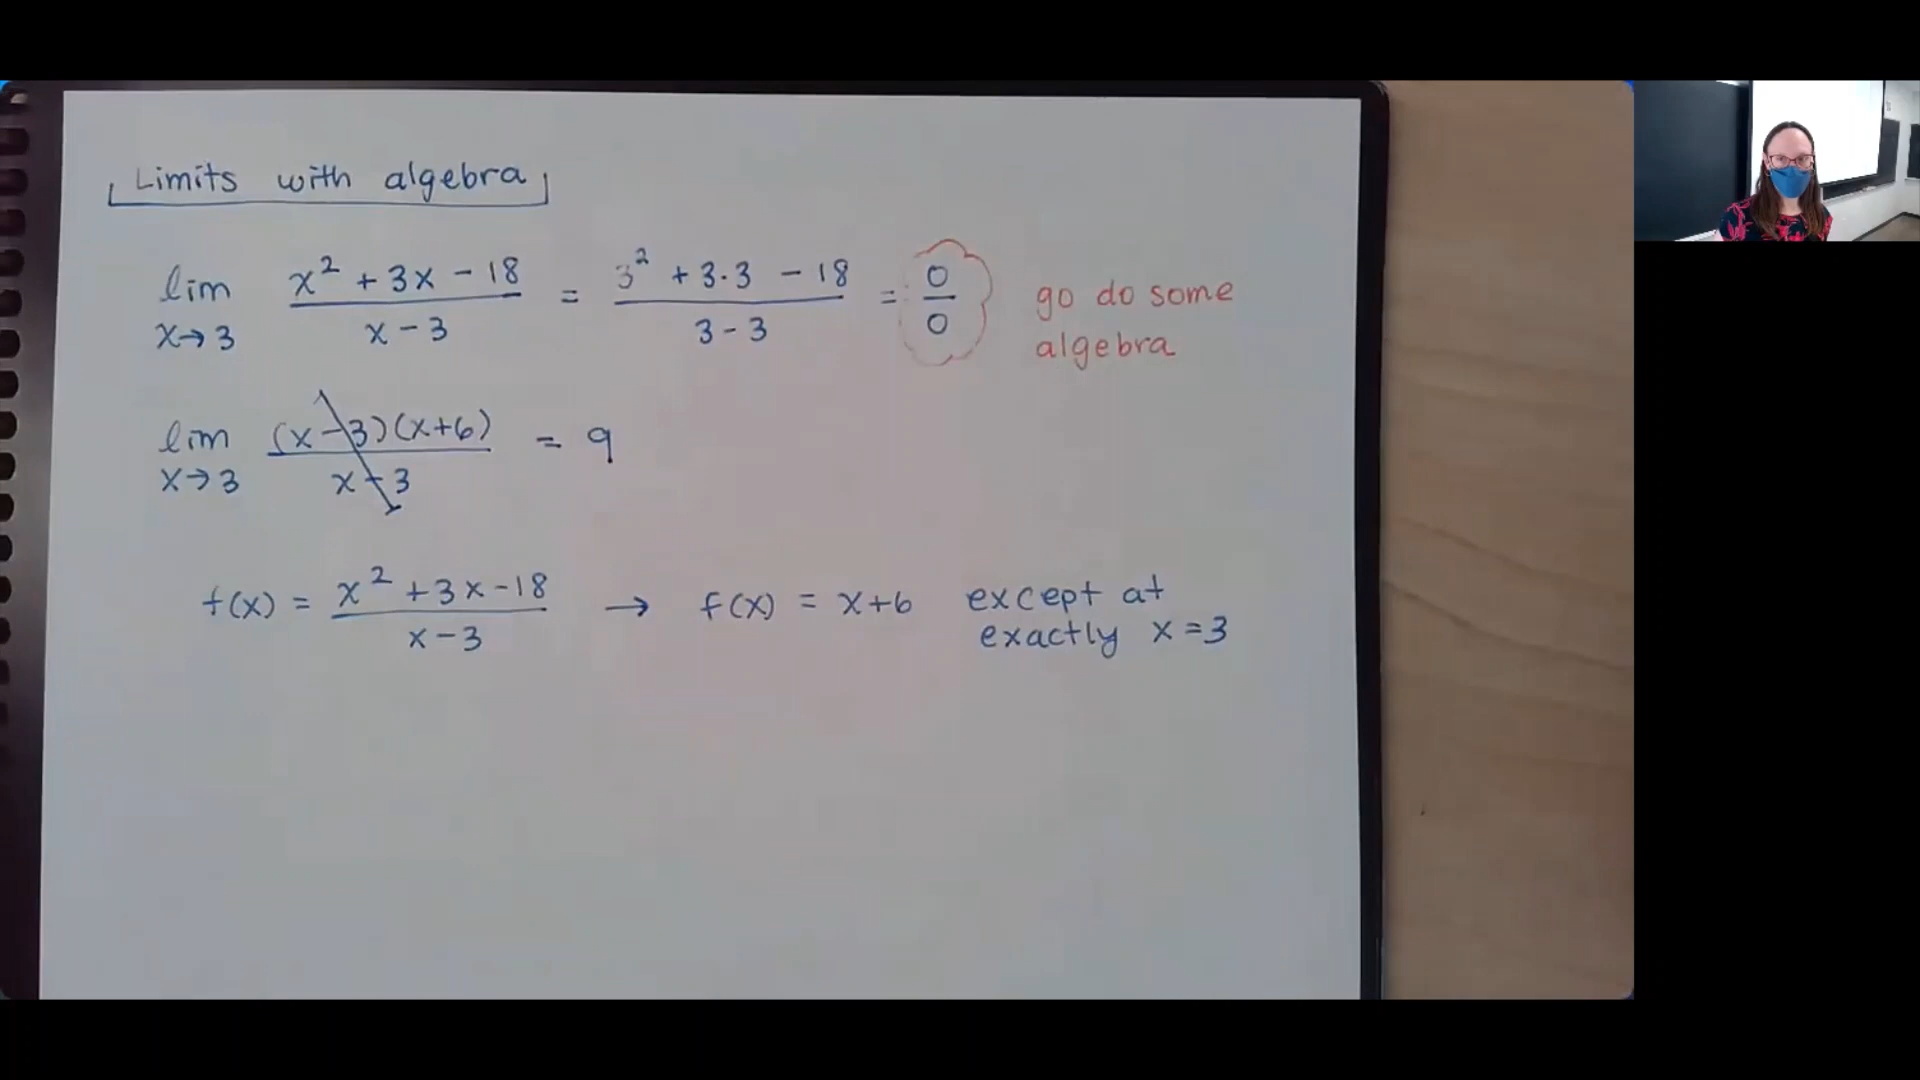 Limits with algebra
lim x→3 (x² + 3x - 18)/(x - 3) = (3² + 3·3 - 18)/(3 - 3) = 0/0 go do some algebra
lim x→3 ((x-3)(x+6))/(x-3) = 9
f(x) = (x² + 3x - 18)/(x - 3) → f(x) = x+6 except at exactly x = 3